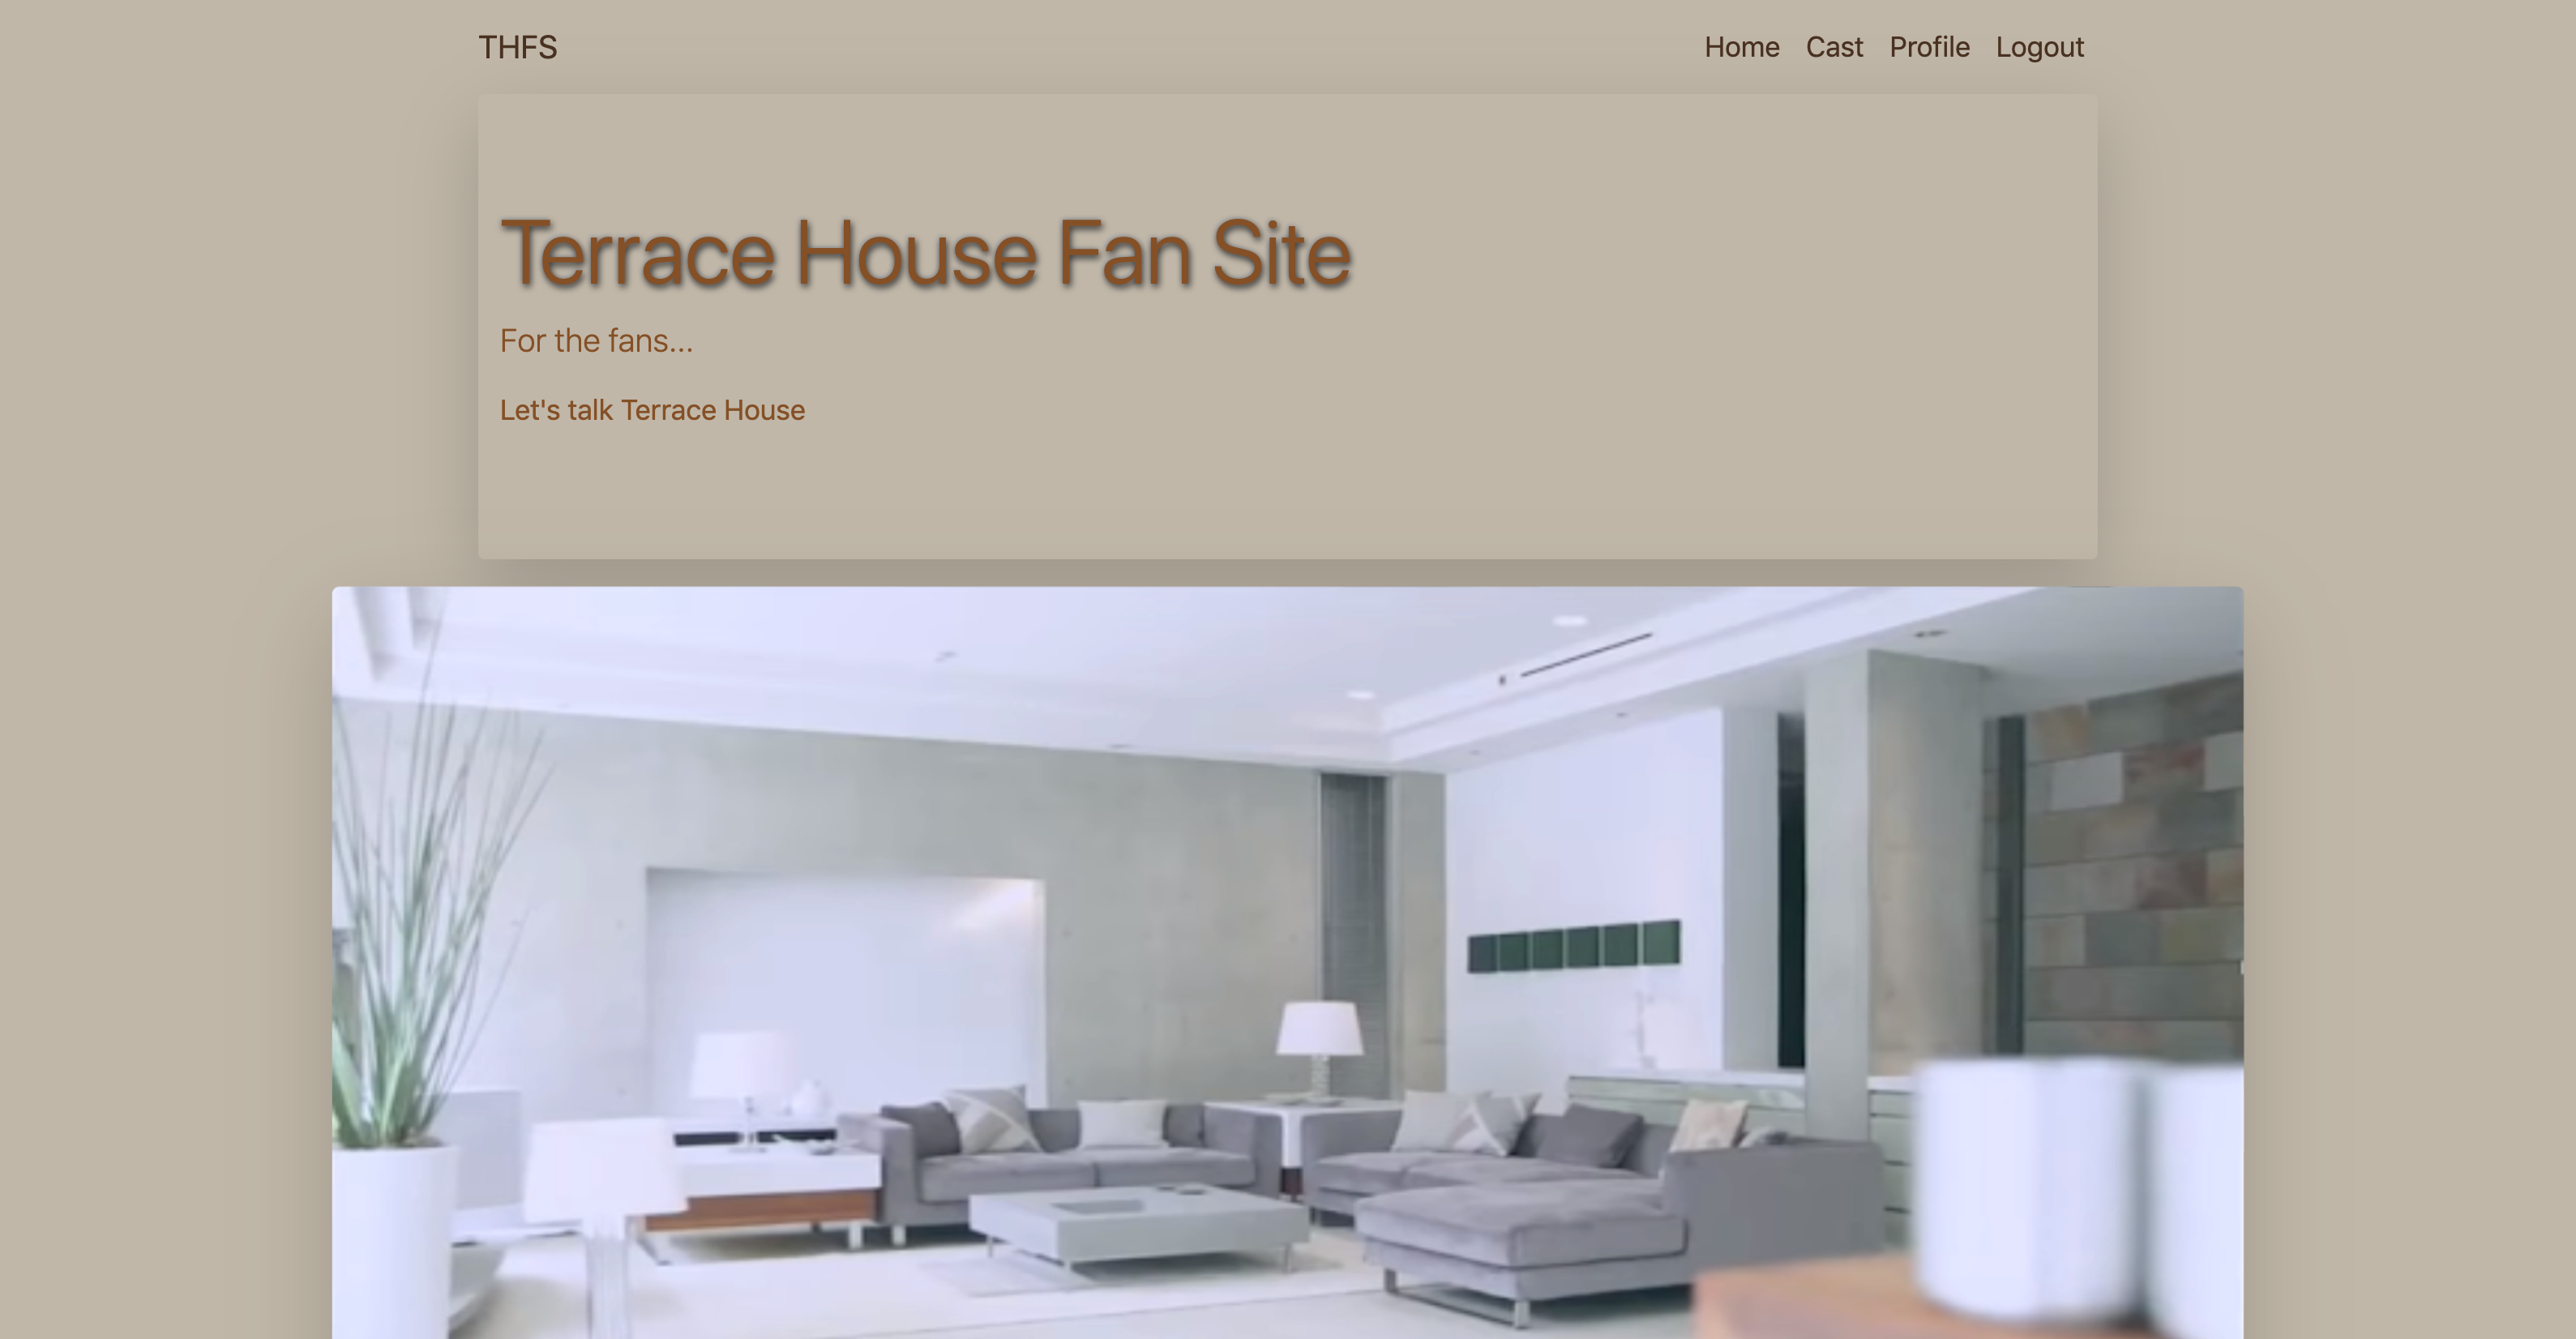 THFS
Home Cast Profile Logout
Terrace House Fan Site
For the fans...
Let's talk Terrace House